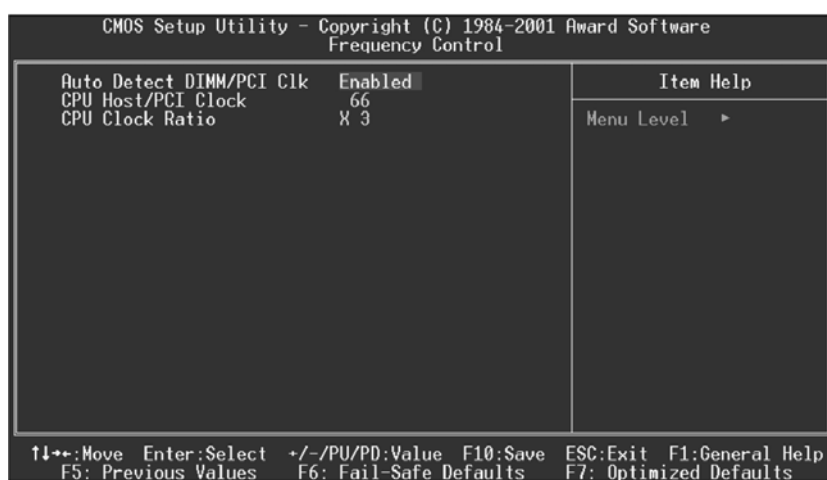 CMOS Setup Utility - Copyright (C) 1984-2001 Award Software
Frequency Control
Auto Detect DIMM/PCI Clk Enabled
CPU Host/PCI Clock 66
CPU Clock Ratio X 3
Item Help
Menu Level ►
↑↓→←:Move Enter:Select +/-/PU/PD:Value F10:Save ESC:Exit F1:General Help
F5: Previous Values F6: Fail-Safe Defaults F7: Optimized Defaults